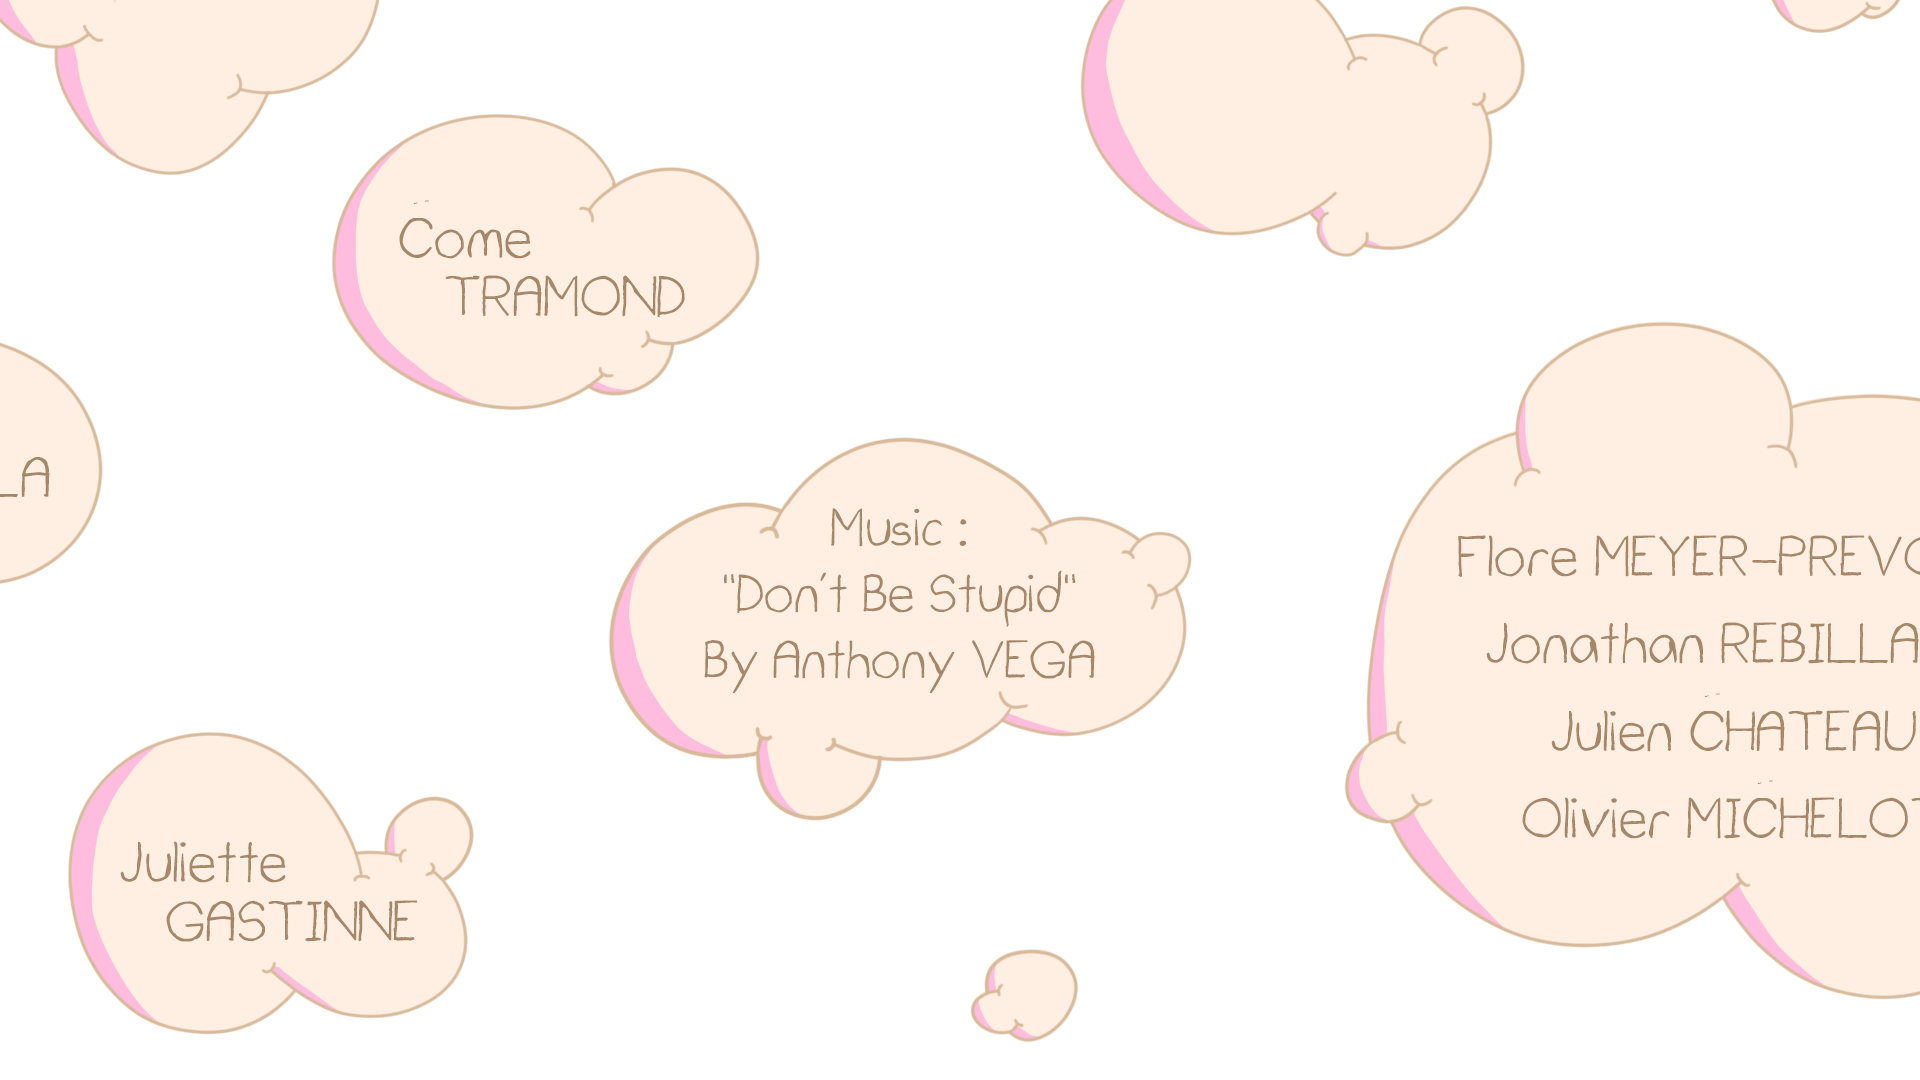 Come
TRAMOND
LA
Music :
"Don't Be Stupid"
By Anthony VEGA
Flore MEYER-PREVO
Jonathan REBILLA
Julien CHATEAU
Olivier MICHELOT
Juliette
GASTINNE